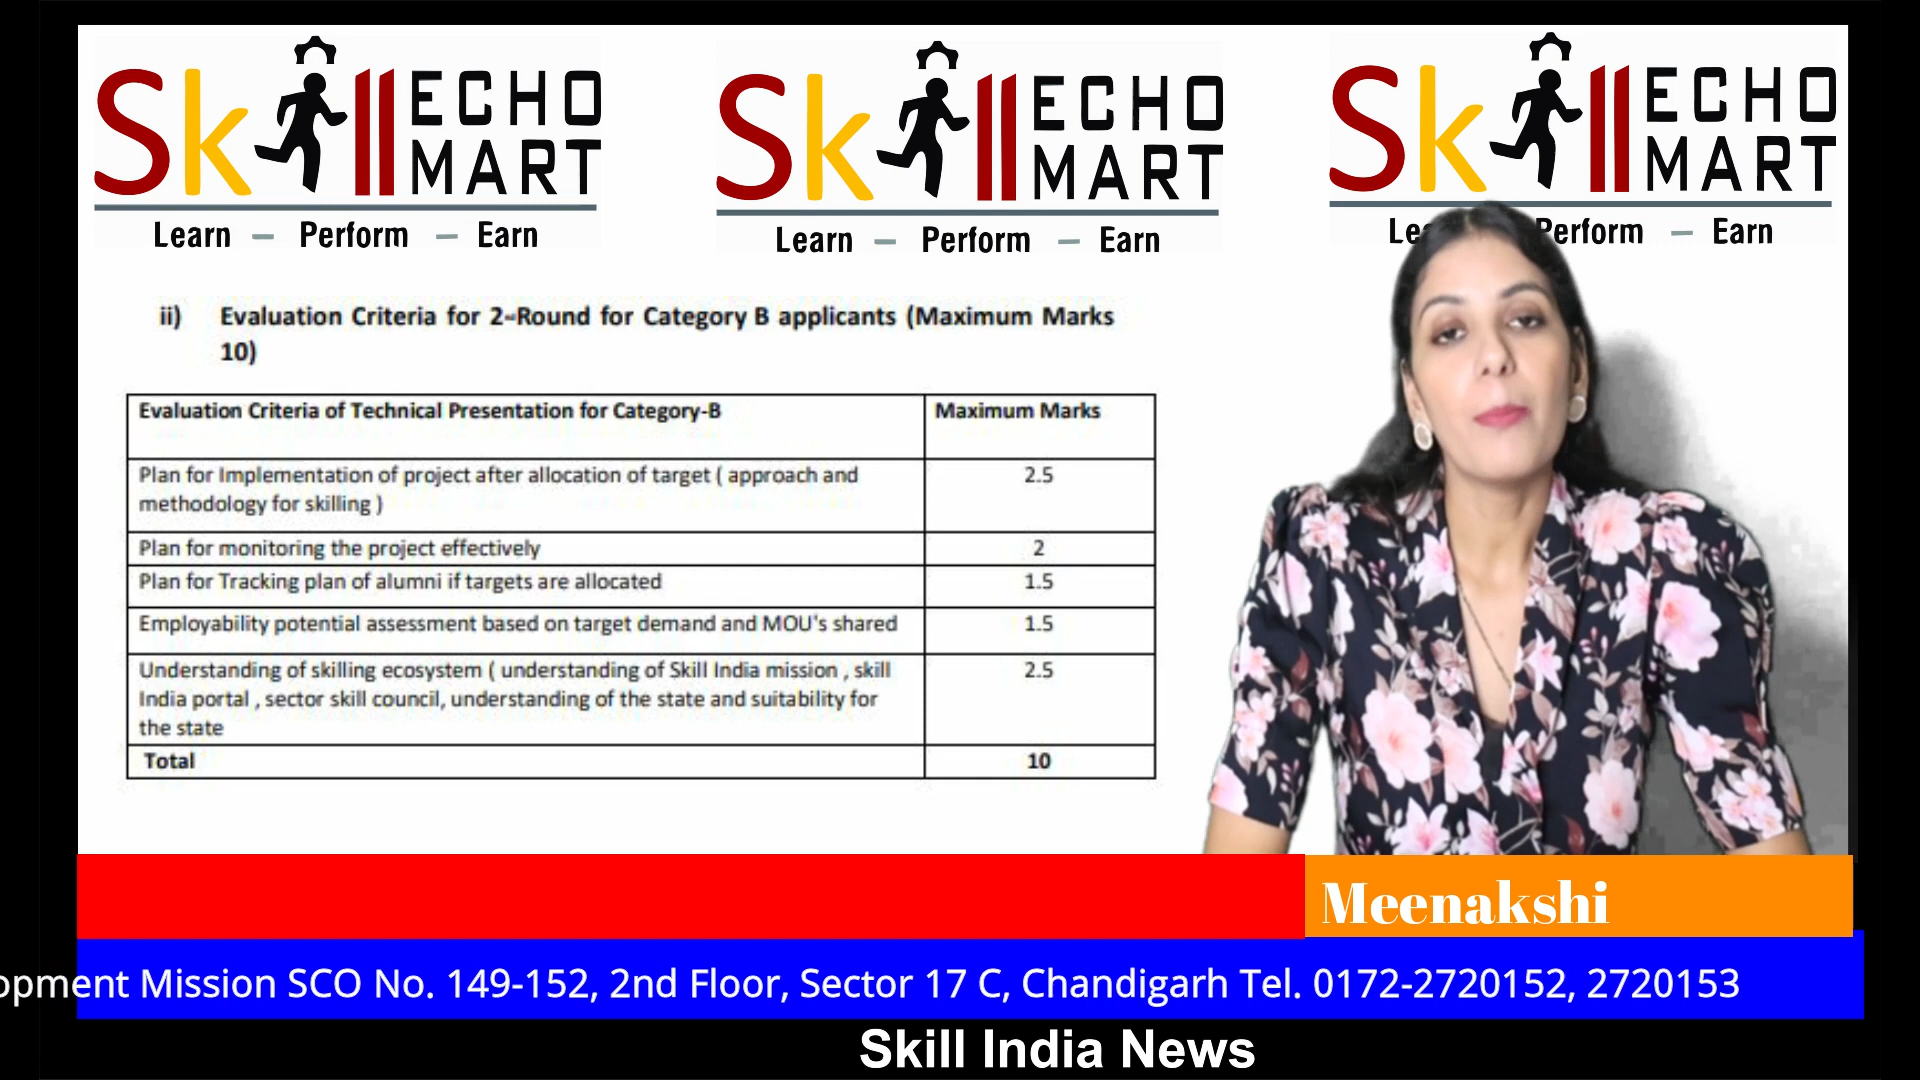 Skill ECHO MART
Learn – Perform – Earn
Skill ECHO MART
Learn – Perform – Earn
Skill ECHO MART
Perform – Earn
ii) Evaluation Criteria for 2nd Round for Category B applicants (Maximum Marks
10)
Evaluation Criteria of Technical Presentation for Category-B Maximum Marks
Plan for Implementation of project after allocation of target ( approach and 2.5
methodology for skilling )
Plan for monitoring the project effectively 2
Plan for Tracking plan of alumni if targets are allocated 1.5
Employability potential assessment based on target demand and MOU's shared 1.5
Understanding of skilling ecosystem ( understanding of Skill India mission , skill 2.5
India portal , sector skill council, understanding of the state and suitability for
the state
Total 10
Meenakshi
opment Mission SCO No. 149-152, 2nd Floor, Sector 17 C, Chandigarh Tel. 0172-2720152, 2720153
Skill India News